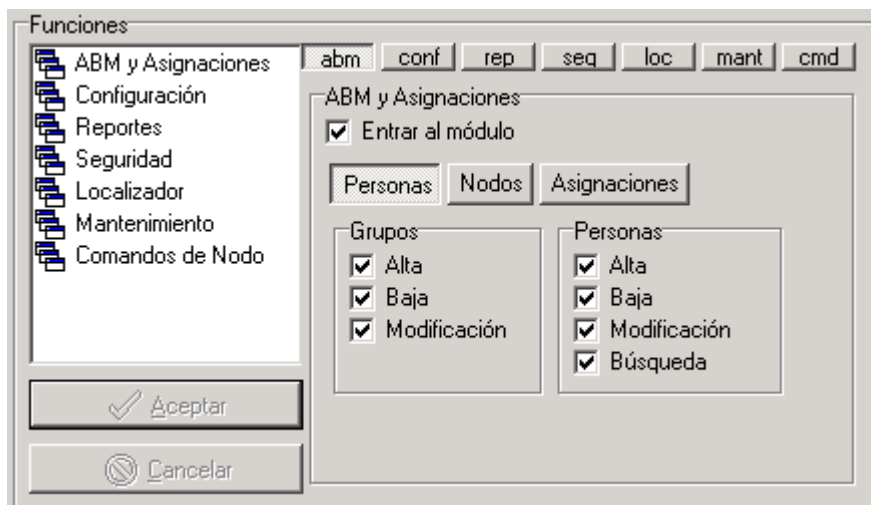 Funciones
ABM y Asignaciones
Configuración
Reportes
Seguridad
Localizador
Mantenimiento
Comandos de Nodo
Aceptar
Cancelar
abm conf rep seg loc mant cmd
ABM y Asignaciones
Entrar al módulo
Personas Nodos Asignaciones
Grupos
Alta
Baja
Modificación
Personas
Alta
Baja
Modificación
Búsqueda